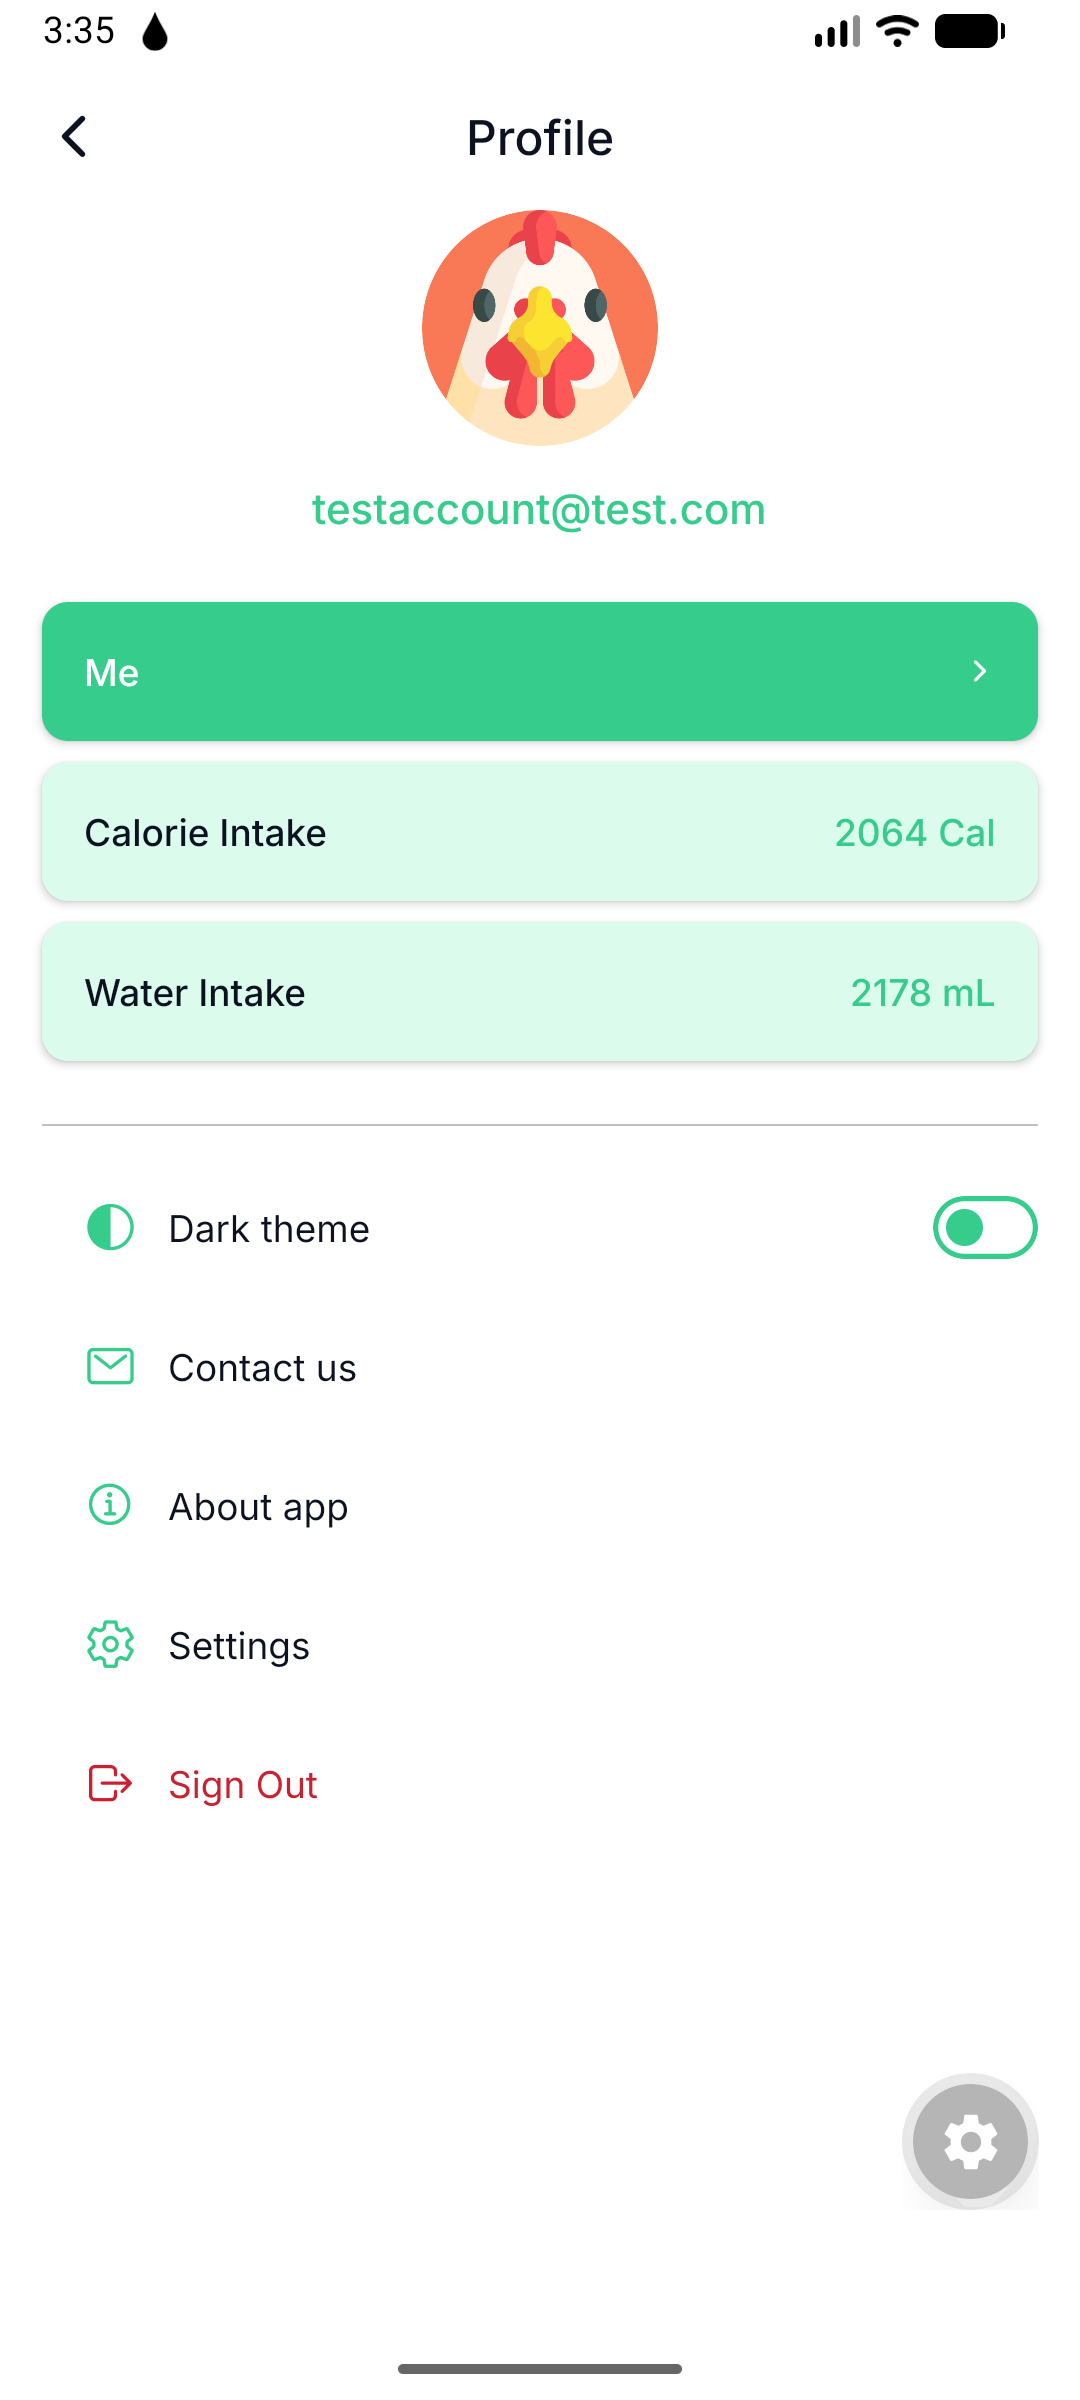 3:35
Profile
testaccount@test.com
Me
Calorie Intake 2064 Cal
Water Intake 2178 mL
Dark theme
Contact us
About app
Settings
Sign Out